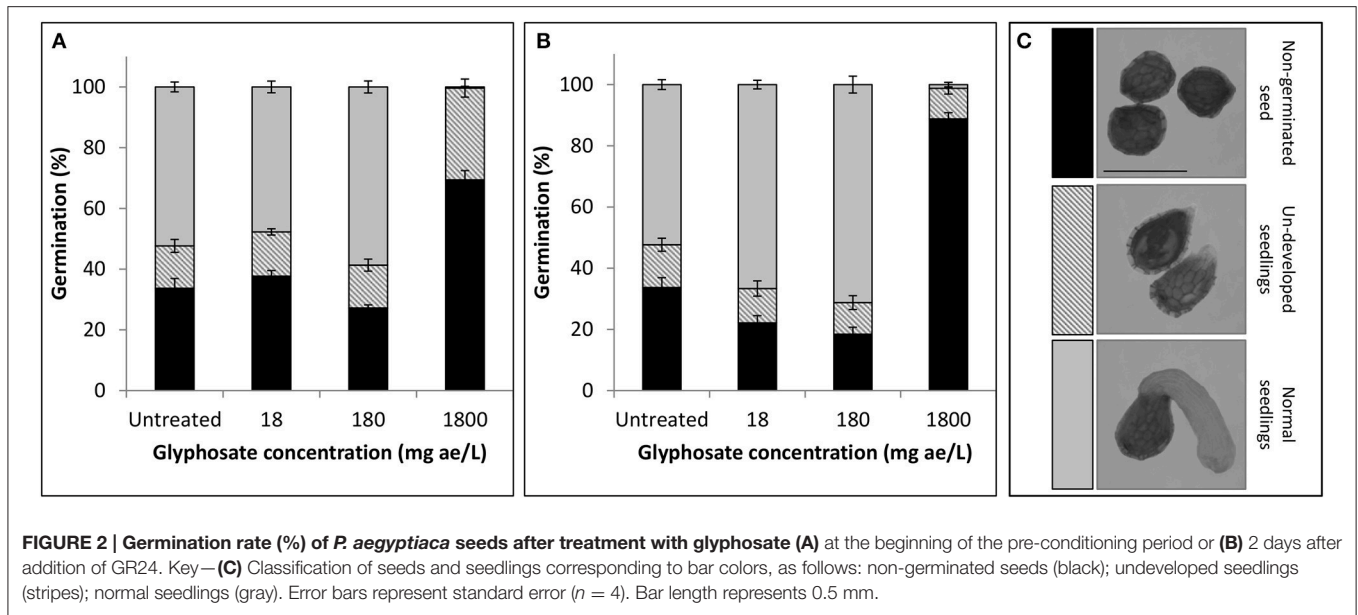 A
Germination (%)
100
80
60
40
20
0
Untreated 18 180 1800
Glyphosate concentration (mg ae/L)
B
Germination (%)
100
80
60
40
20
0
Untreated 18 180 1800
Glyphosate concentration (mg ae/L)
C
Non-germinated
seed
Un-developed
seedlings
Normal
seedlings
FIGURE 2 | Germination rate (%) of P. aegyptiaca seeds after treatment with glyphosate (A) at the beginning of the pre-conditioning period or (B) 2 days after
addition of GR24. Key—(C) Classification of seeds and seedlings corresponding to bar colors, as follows: non-germinated seeds (black); undeveloped seedlings
(stripes); normal seedlings (gray). Error bars represent standard error (n = 4). Bar length represents 0.5 mm.